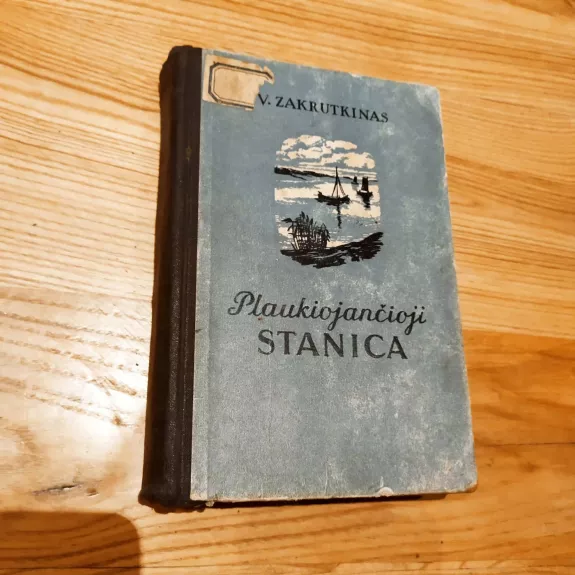 V. ZAKRUTKINAS
Plaukiojančioji
STANICA